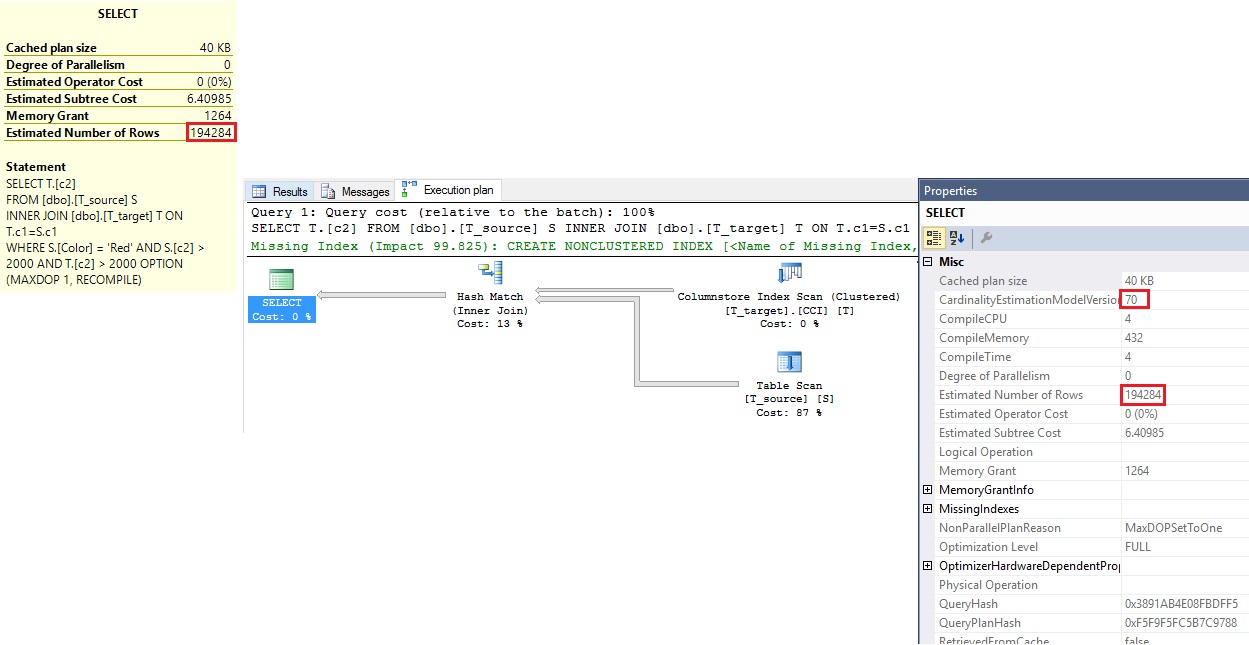 SELECT
Cached plan size 40 KB
Degree of Parallelism 0
Estimated Operator Cost 0 (0%)
Estimated Subtree Cost 6.40985
Memory Grant 1264
Estimated Number of Rows 194284
Statement
SELECT T.[c2]
FROM [dbo].[T_source] S
INNER JOIN [dbo].[T_target] T ON
T.c1=S.c1
WHERE S.[Color] = 'Red' AND S.[c2] >
2000 AND T.[c2] > 2000 OPTION
(MAXDOP 1, RECOMPILE)
Results Messages Execution plan
Query 1: Query cost (relative to the batch): 100%
SELECT T.[c2] FROM [dbo].[T_source] S INNER JOIN [dbo].[T_target] T ON T.c1=S.c1
Missing Index (Impact 99.825): CREATE NONCLUSTERED INDEX [<Name of Missing Index,
SELECT
Cost: 0 %
Hash Match
(Inner Join)
Cost: 13 %
Columnstore Index Scan (Clustered)
[T_target].[CCI] [T]
Cost: 0 %
Table Scan
[T_source] [S]
Cost: 87 %
Properties
SELECT
Misc
Cached plan size 40 KB
CardinalityEstimationModelVersio 70
CompileCPU 4
CompileMemory 432
CompileTime 4
Degree of Parallelism 0
Estimated Number of Rows 194284
Estimated Operator Cost 0 (0%)
Estimated Subtree Cost 6.40985
Logical Operation
Memory Grant 1264
MemoryGrantInfo
MissingIndexes
NonParallelPlanReason MaxDOPSetToOne
Optimization Level FULL
OptimizerHardwareDependentProp
Physical Operation
QueryHash 0x3891AB4E08FBDFF5
QueryPlanHash 0xF5F9F5FC5B7C9788
RetrievedFromCache false